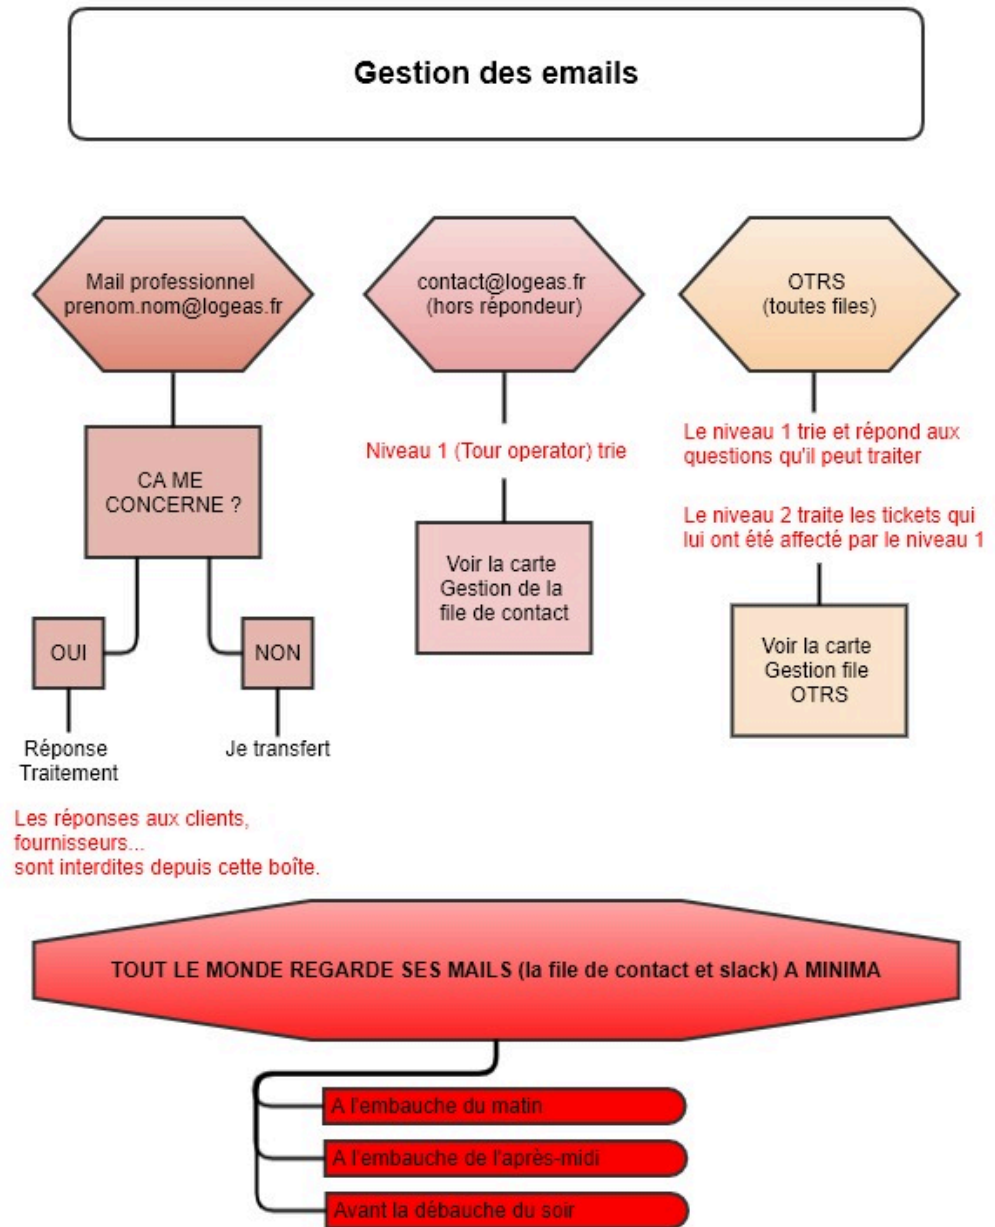 Gestion des emails
Mail professionnel
prenom.nom@logeas.fr
CA ME
CONCERNE ?
OUI
NON
Réponse
Traitement
Je transfert
Les réponses aux clients,
fournisseurs...
sont interdites depuis cette boîte.
contact@logeas.fr
(hors répondeur)
Niveau 1 (Tour operator) trie
Voir la carte
Gestion de la
file de contact
OTRS
(toutes files)
Le niveau 1 trie et répond aux
questions qu'il peut traiter
Le niveau 2 traite les tickets qui
lui ont été affecté par le niveau 1
Voir la carte
Gestion file
OTRS
TOUT LE MONDE REGARDE SES MAILS (la file de contact et slack) A MINIMA
A l'embauche du matin
A l'embauche de l'après-midi
Avant la débauche du soir